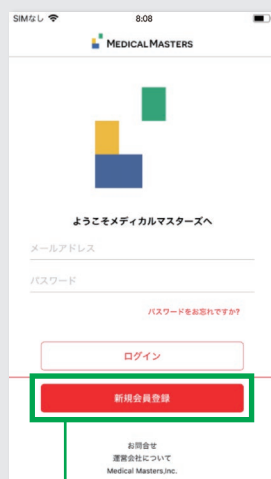 SIMなし 8:08
MEDICALMASTERS
ようこそメディカルマスターズへ
メールアドレス
パスワード
パスワードをお忘れですか?
ログイン
新規会員登録
お問合せ
運営会社について
Medical Masters,Inc.